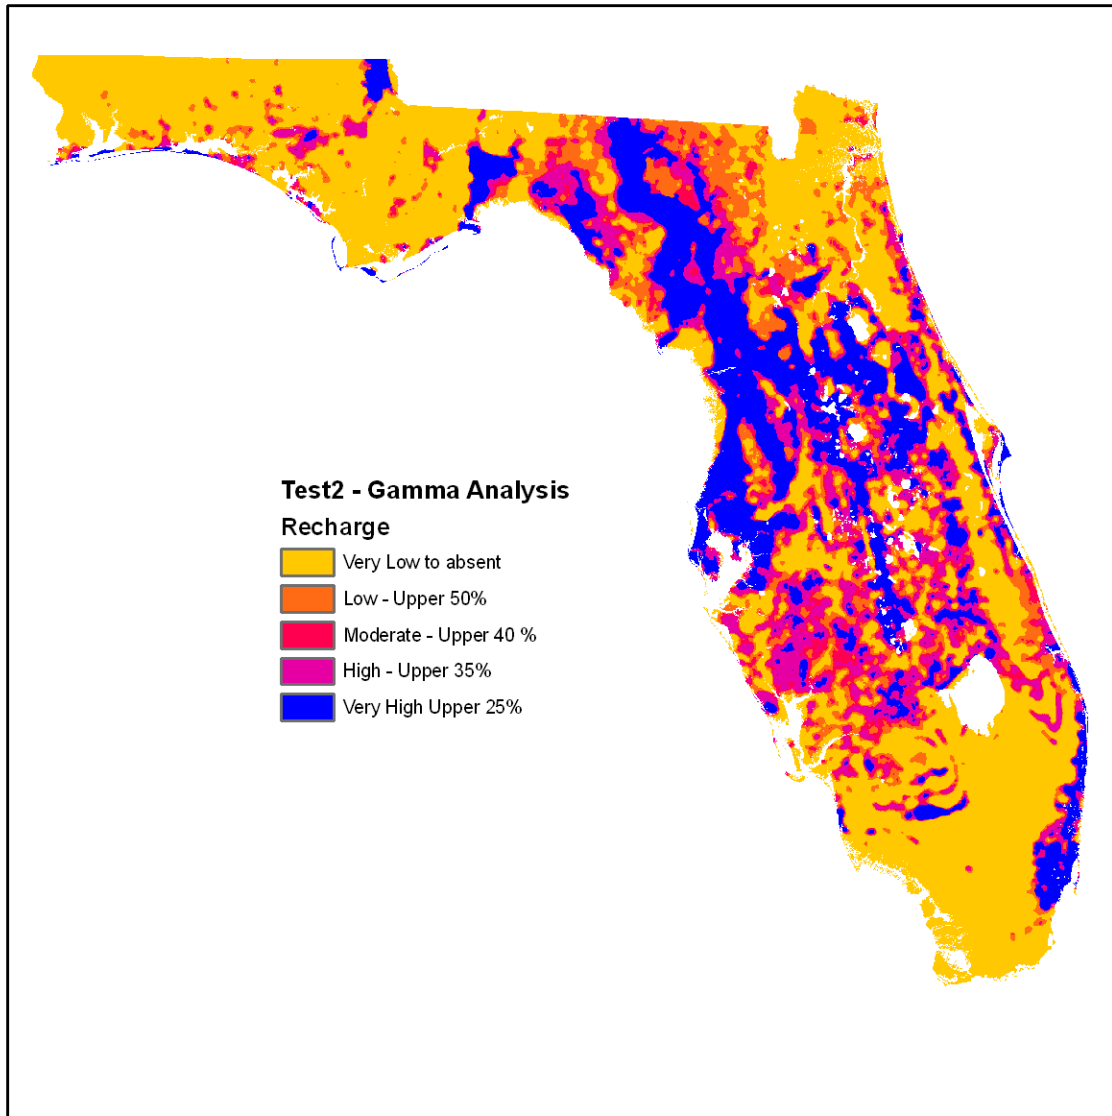 Test2 - Gamma Analysis
Recharge
Very Low to absent
Low - Upper 50%
Moderate - Upper 40 %
High - Upper 35%
Very High Upper 25%